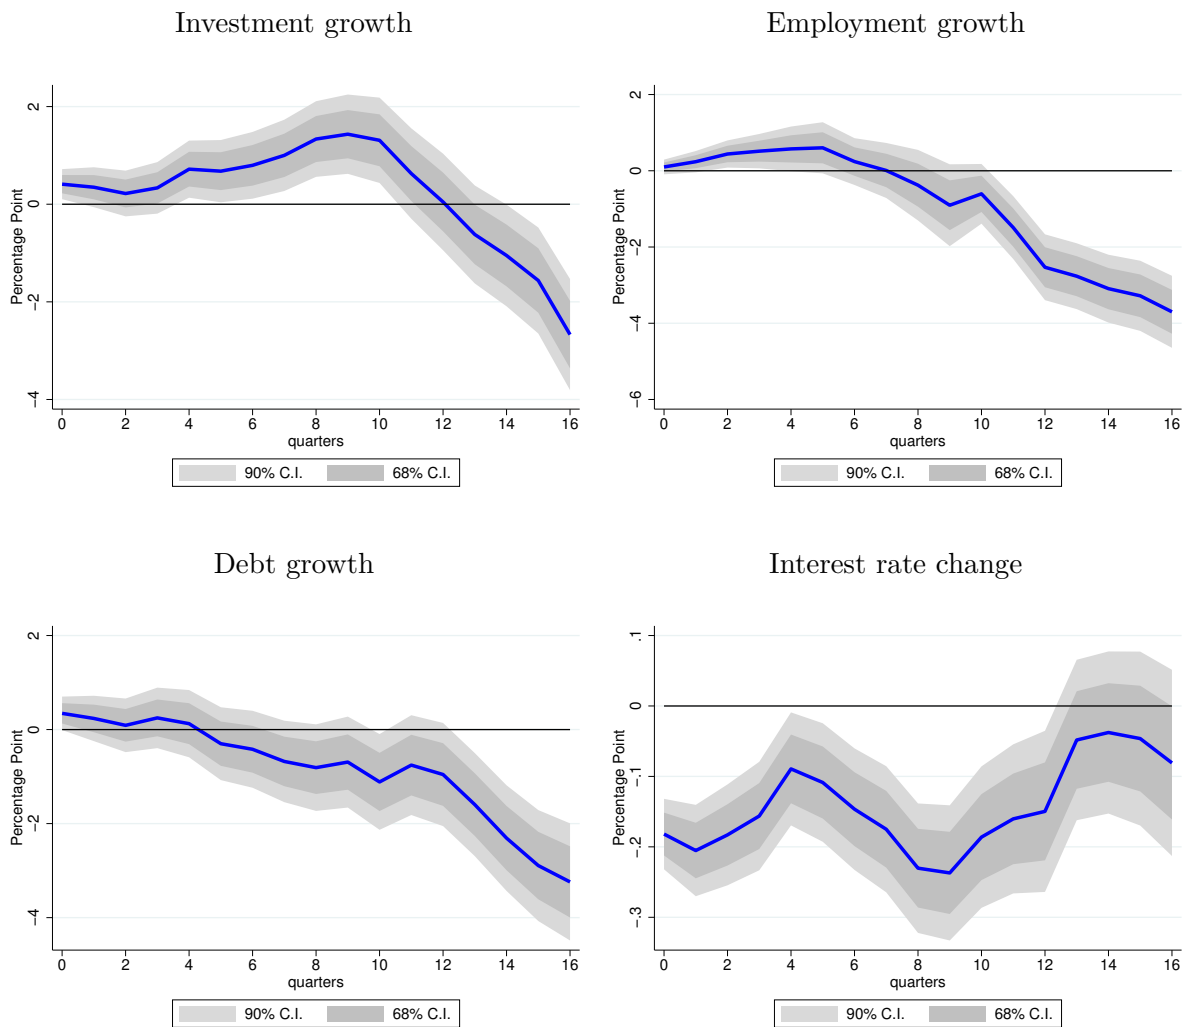 Investment growth
Percentage Point
2
0
−2
−4
0 2 4 6 8 10 12 14 16
quarters
90% C.I. 68% C.I.
Employment growth
Percentage Point
2
0
−2
−4
−6
0 2 4 6 8 10 12 14 16
quarters
90% C.I. 68% C.I.
Debt growth
Percentage Point
2
0
−2
−4
0 2 4 6 8 10 12 14 16
quarters
90% C.I. 68% C.I.
Interest rate change
Percentage Point
.1
0
−.1
−.2
−.3
0 2 4 6 8 10 12 14 16
quarters
90% C.I. 68% C.I.